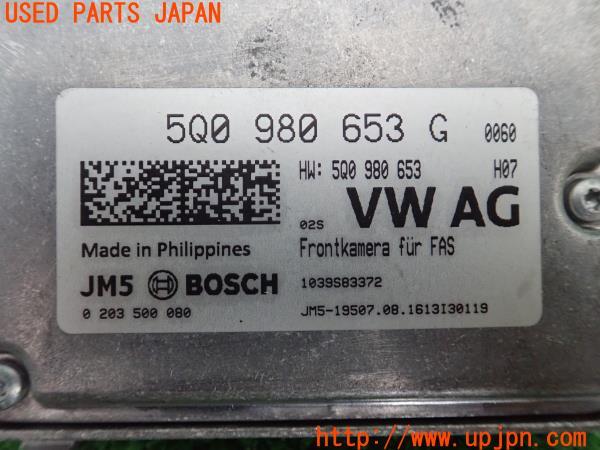 USED PARTS JAPAN
5Q0 980 653 G 0060
HW: 5Q0 980 653 H07
02S VW AG
Made in Philippines Frontkamera für FAS
JM5 BOSCH 1039S83372
0 203 500 080 JM5-19507.08.1613I30119
http://www.upjpn.com/